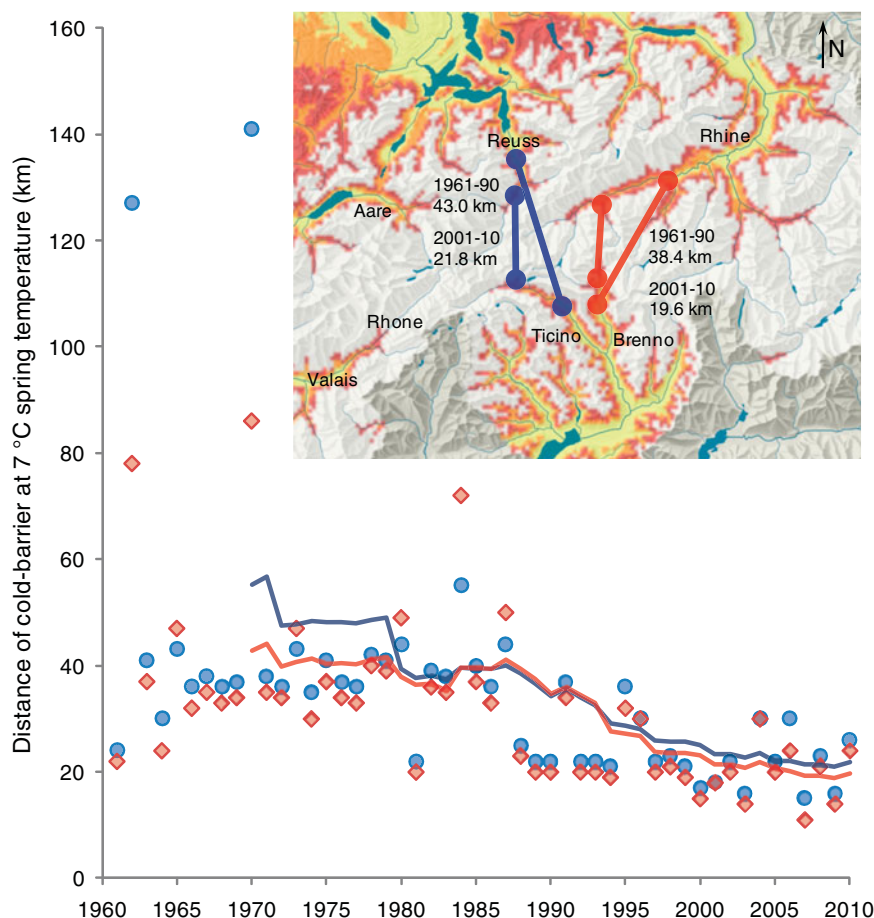 Distance of cold-barrier at 7 °C spring temperature (km)
160
140
120
100
80
60
40
20
0
1960 1965 1970 1975 1980 1985 1990 1995 2000 2005 2010
N
Reuss
Rhine
1961-90
43.0 km
Aare
2001-10
21.8 km
1961-90
38.4 km
2001-10
19.6 km
Rhone
Ticino
Brenno
Valais